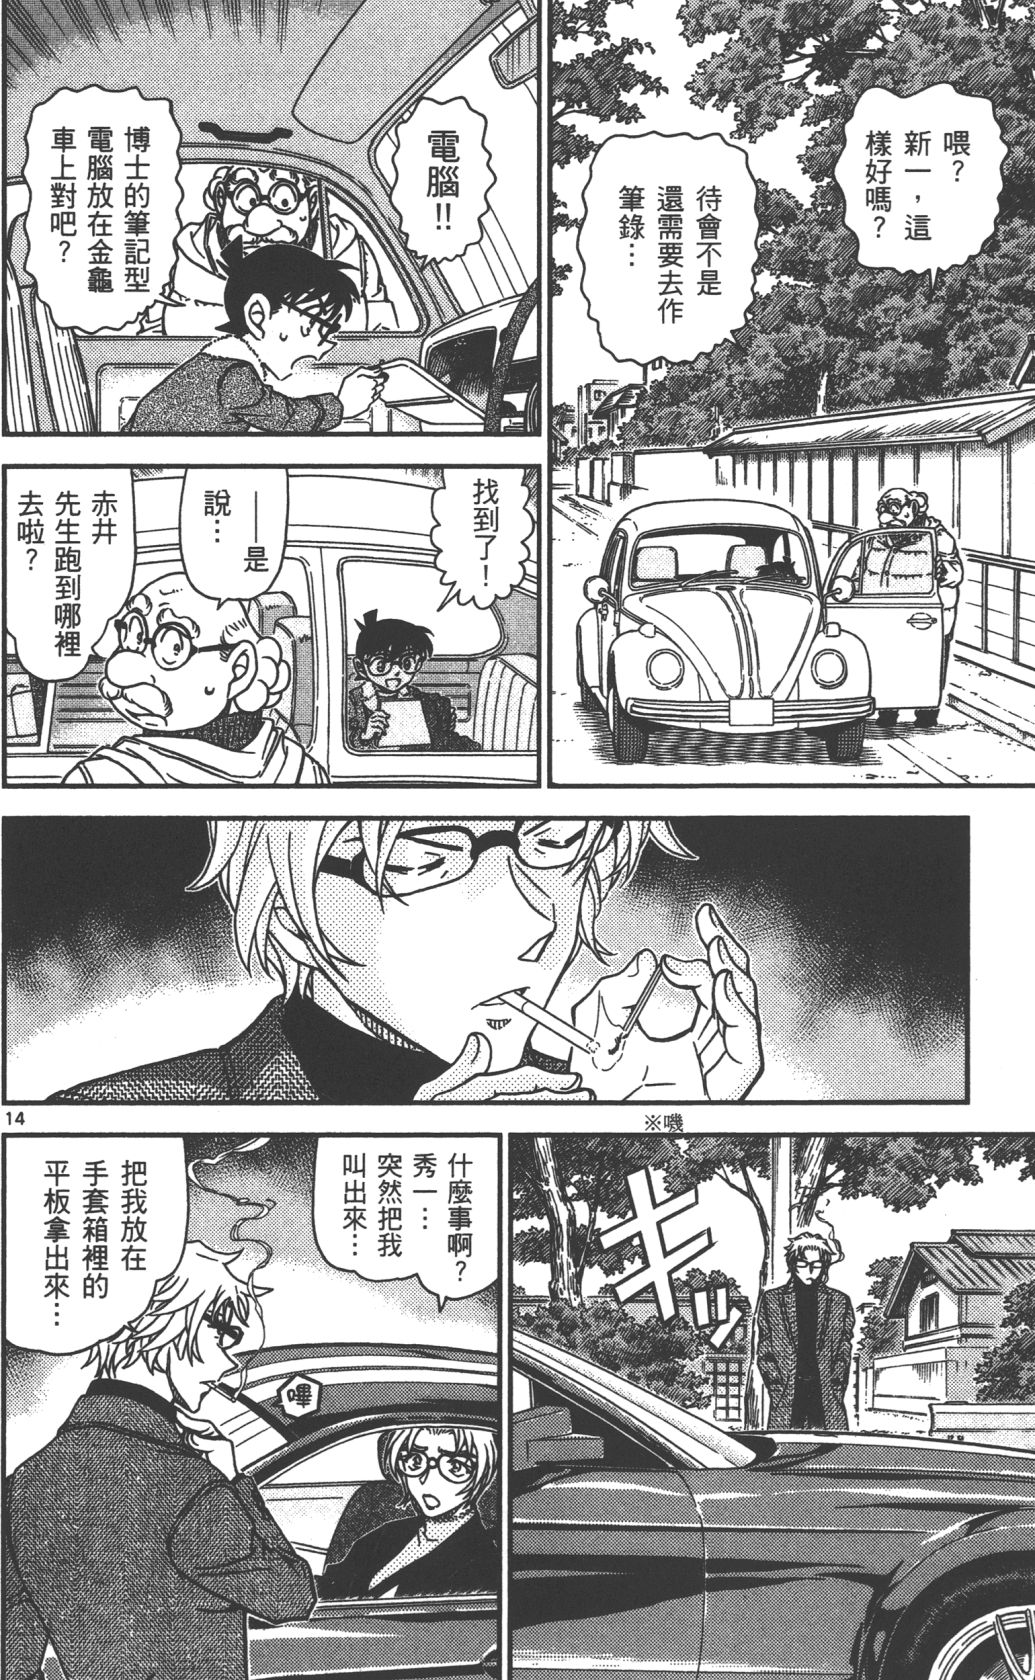 喂?
新一,這
樣好嗎?
待會不是
還需要去作
筆錄…
電腦!!
博士的筆記型
電腦放在金龜
車上對吧?
找到了!
——是
說…
赤井
先生跑到哪裡
去啦?
14
※嘰
キキッ
什麼事啊?
秀一…
突然把我
叫出來…
嗶
把我放在
手套箱裡的
平板拿出來…